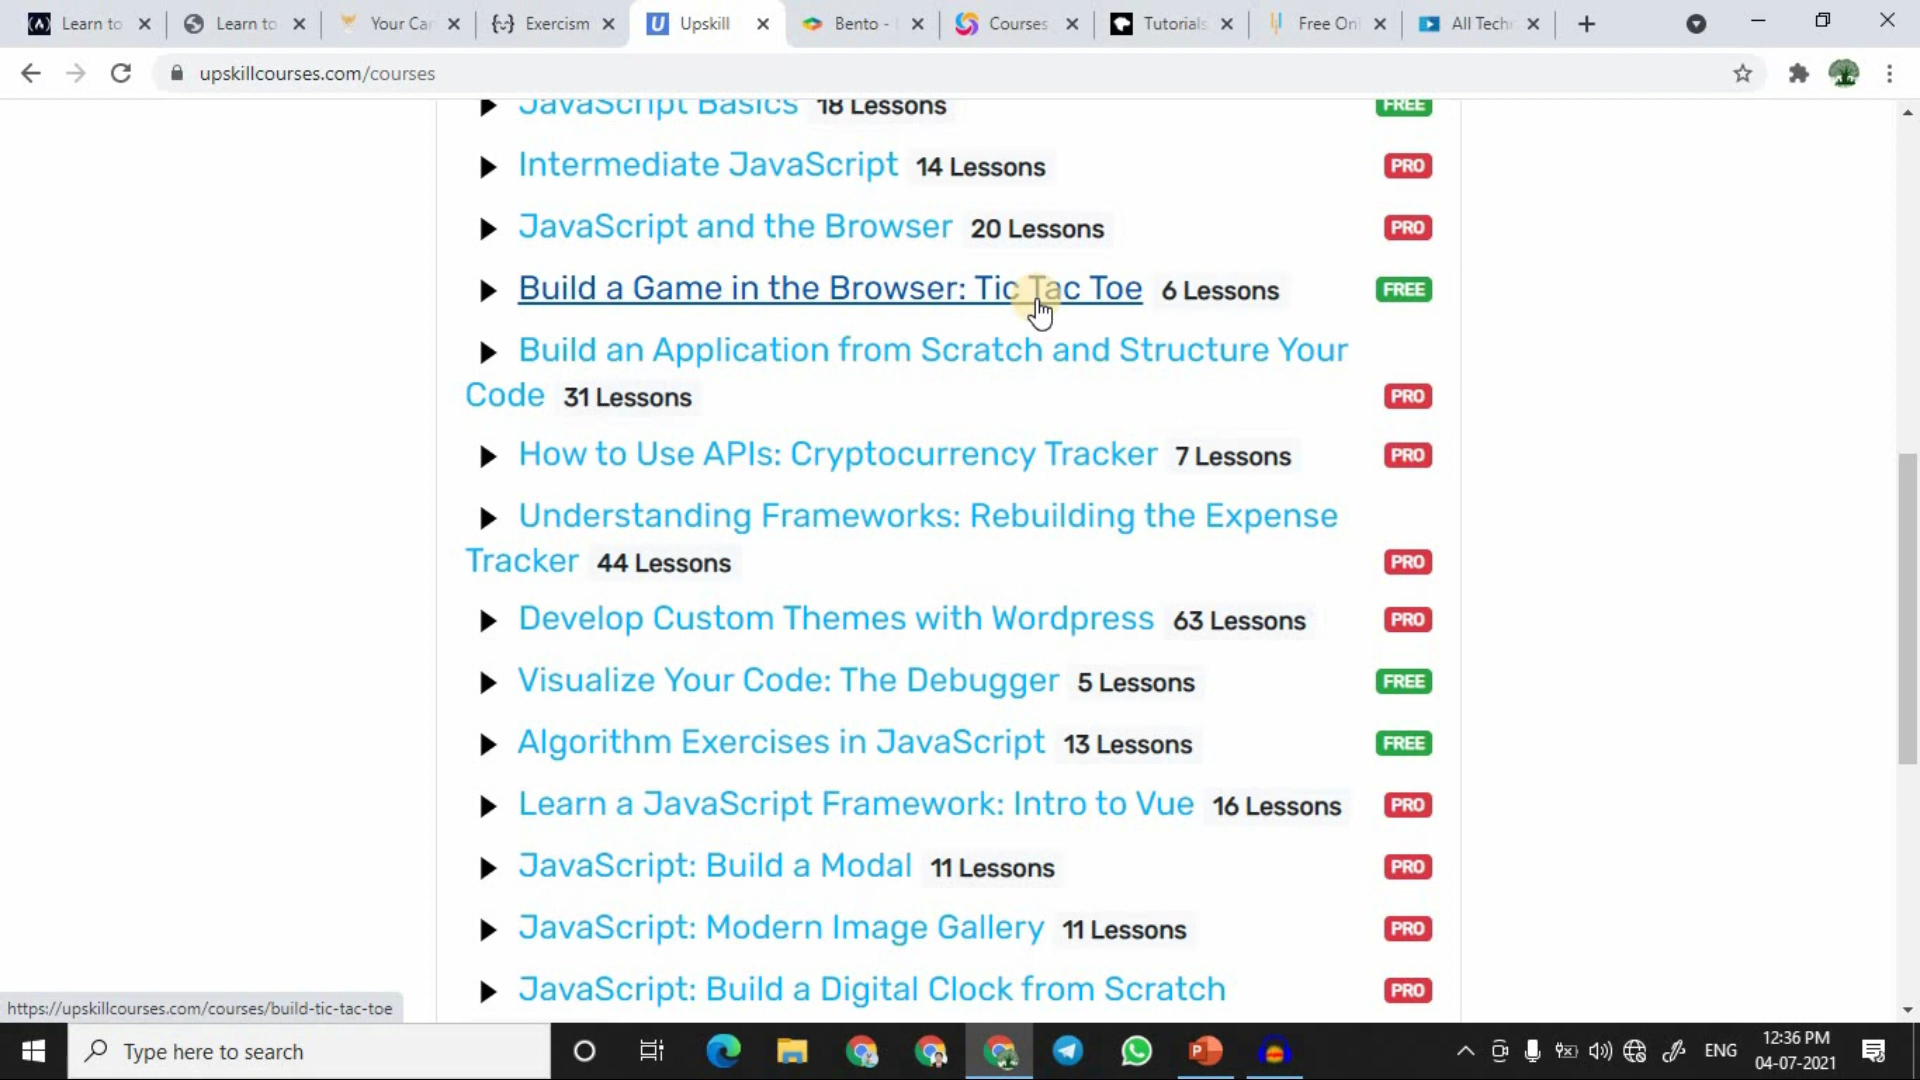 Learn to
Learn to
Your Car
{:} Exercism
U Upskill
Bento -
Courses
Tutorials
Free Onl
All Tech
upskillcourses.com/courses
JavaScript Basics 18 Lessons FREE
Intermediate JavaScript 14 Lessons PRO
JavaScript and the Browser 20 Lessons PRO
Build a Game in the Browser: Tic Tac Toe 6 Lessons FREE
Build an Application from Scratch and Structure Your
Code 31 Lessons PRO
How to Use APIs: Cryptocurrency Tracker 7 Lessons PRO
Understanding Frameworks: Rebuilding the Expense
Tracker 44 Lessons PRO
Develop Custom Themes with Wordpress 63 Lessons PRO
Visualize Your Code: The Debugger 5 Lessons FREE
Algorithm Exercises in JavaScript 13 Lessons FREE
Learn a JavaScript Framework: Intro to Vue 16 Lessons PRO
JavaScript: Build a Modal 11 Lessons PRO
JavaScript: Modern Image Gallery 11 Lessons PRO
JavaScript: Build a Digital Clock from Scratch PRO
https://upskillcourses.com/courses/build-tic-tac-toe
Type here to search
ENG
12:36 PM
04-07-2021